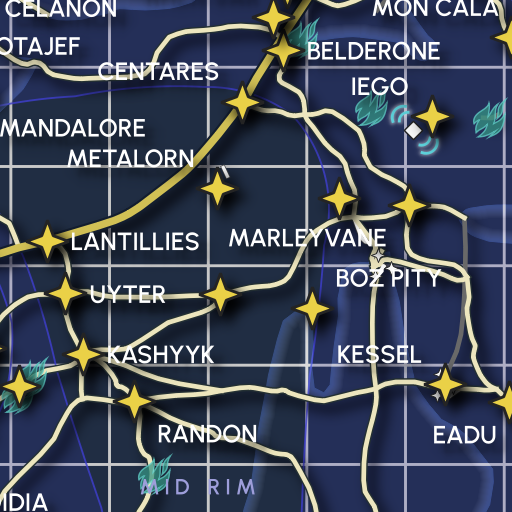 CELANON
MON CALA
OTAJEF
BELDERONE
CENTARES
IEGO
MANDALORE
METALORN
LANTILLIES
MARLEYVANE
BOZ PITY
UYTER
KASHYYK
KESSEL
RANDON
EADU
MID RIM
IDIA